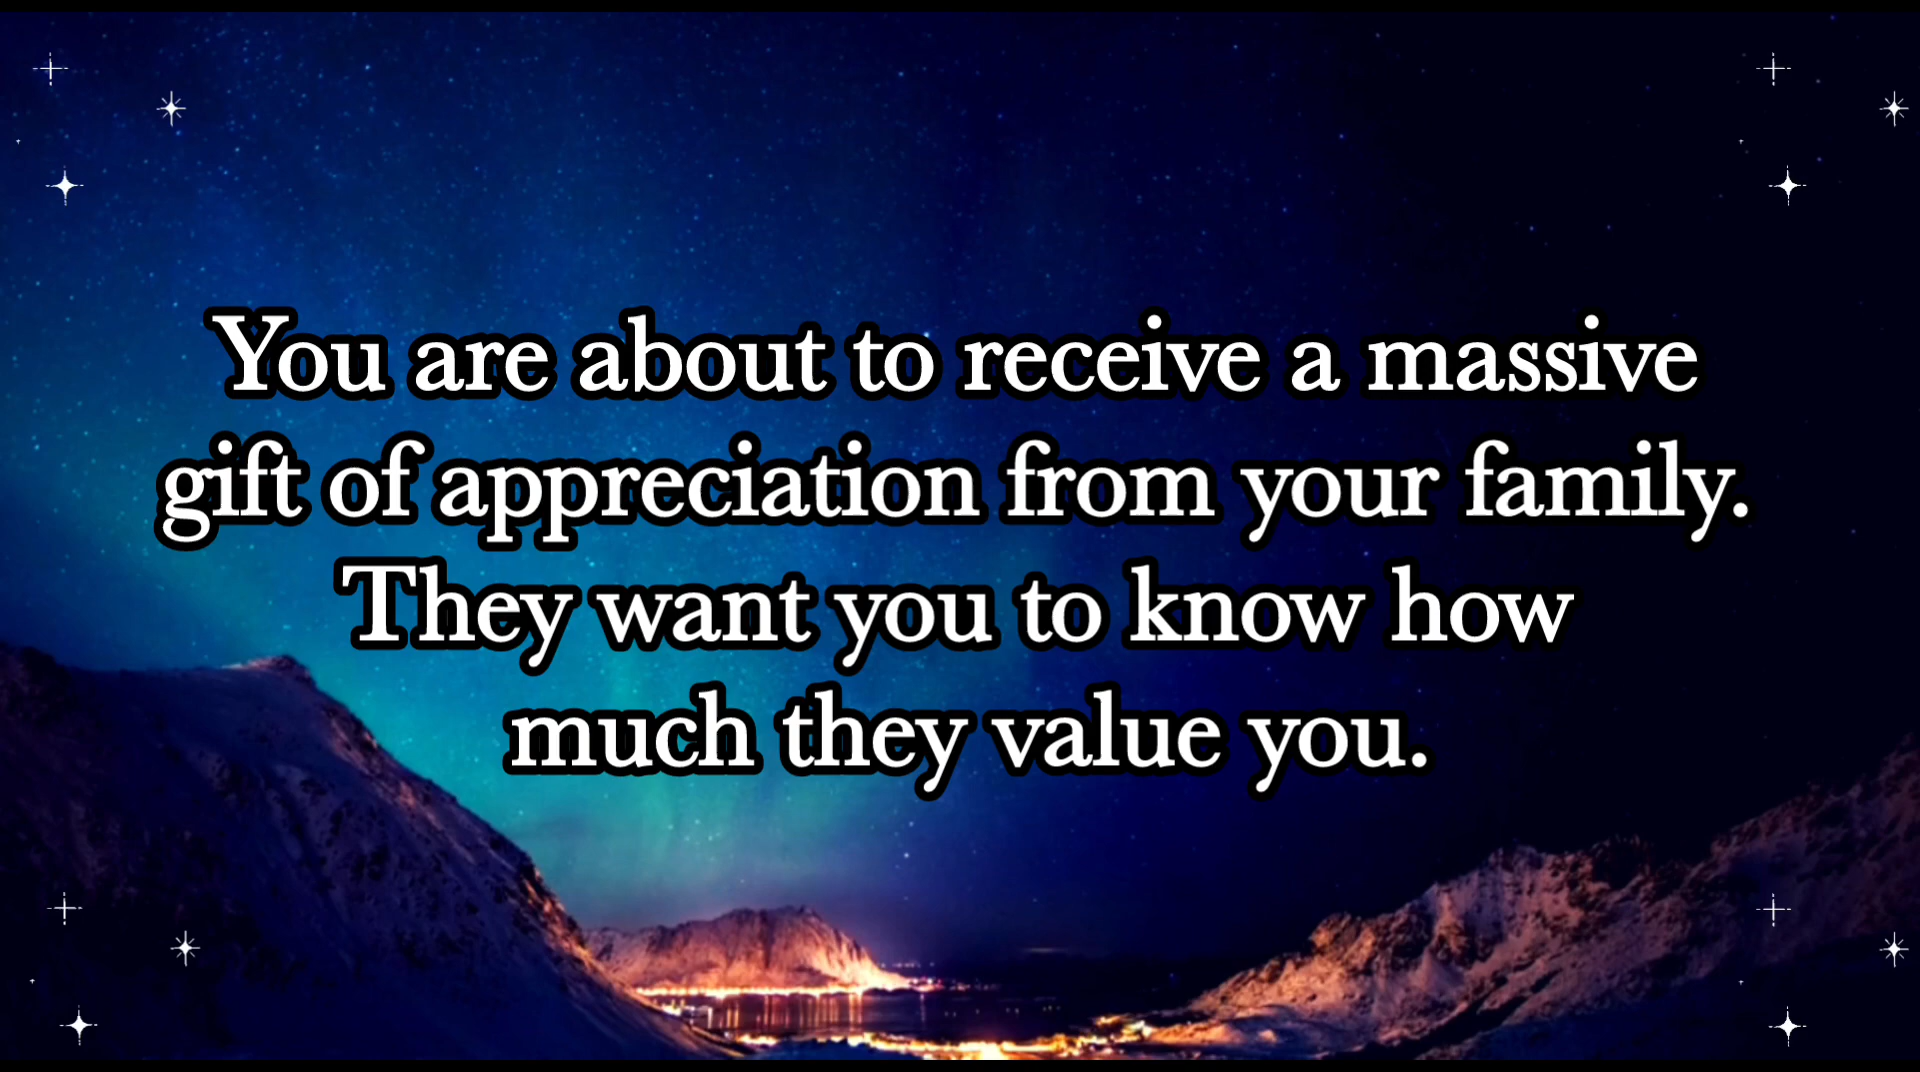 You are about to receive a massive
gift of appreciation from your family.
They want you to know how
much they value you.